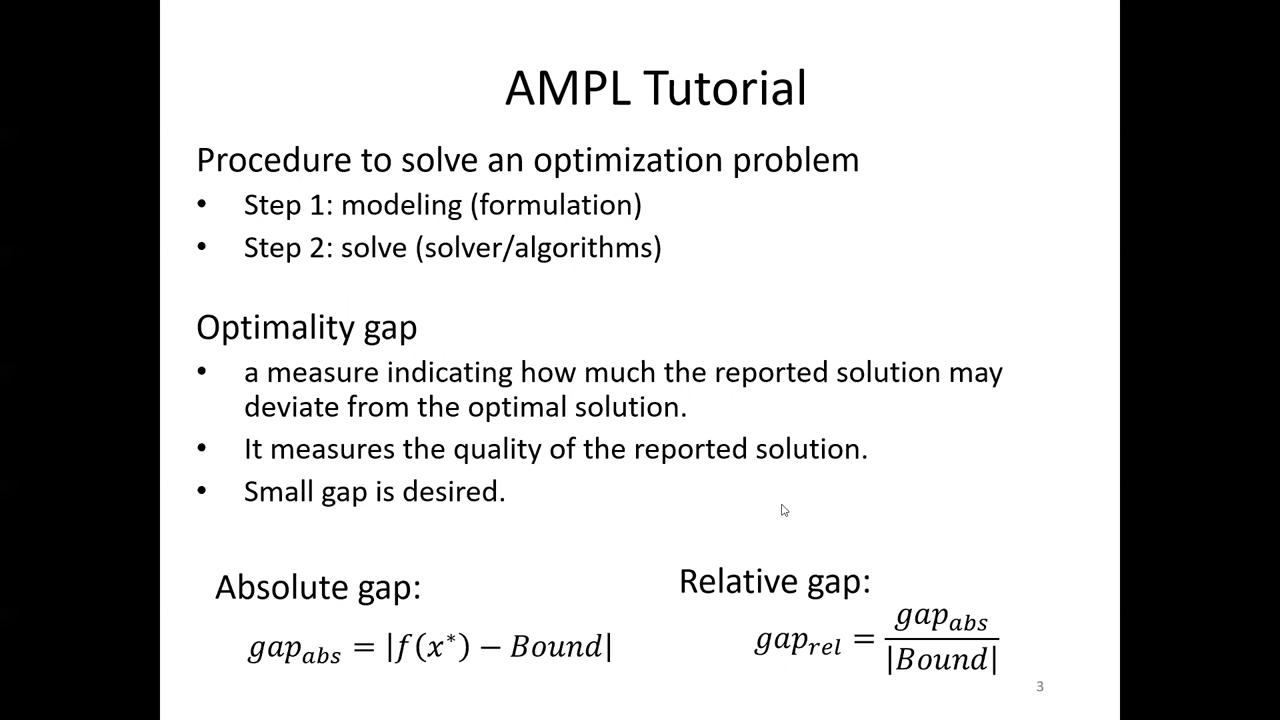 AMPL Tutorial
Procedure to solve an optimization problem
• Step 1: modeling (formulation)
• Step 2: solve (solver/algorithms)
Optimality gap
• a measure indicating how much the reported solution may
deviate from the optimal solution.
• It measures the quality of the reported solution.
• Small gap is desired.
Absolute gap:
gap_abs = |f(x*) − Bound|
Relative gap:
gap_rel = gap_abs / |Bound|
3